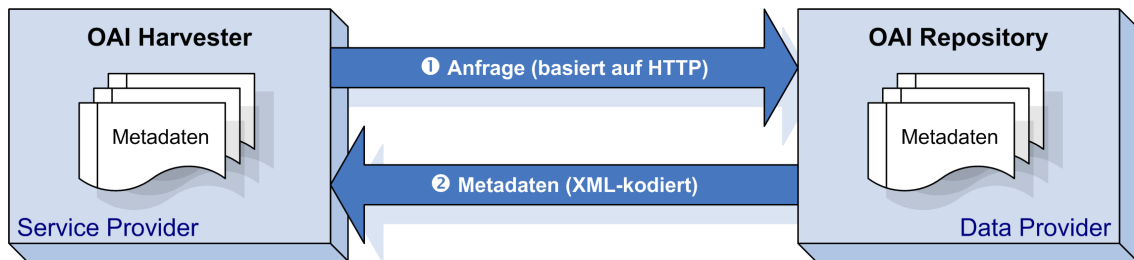 OAI Harvester
Metadaten
Service Provider
❶ Anfrage (basiert auf HTTP)
❷ Metadaten (XML-kodiert)
OAI Repository
Metadaten
Data Provider